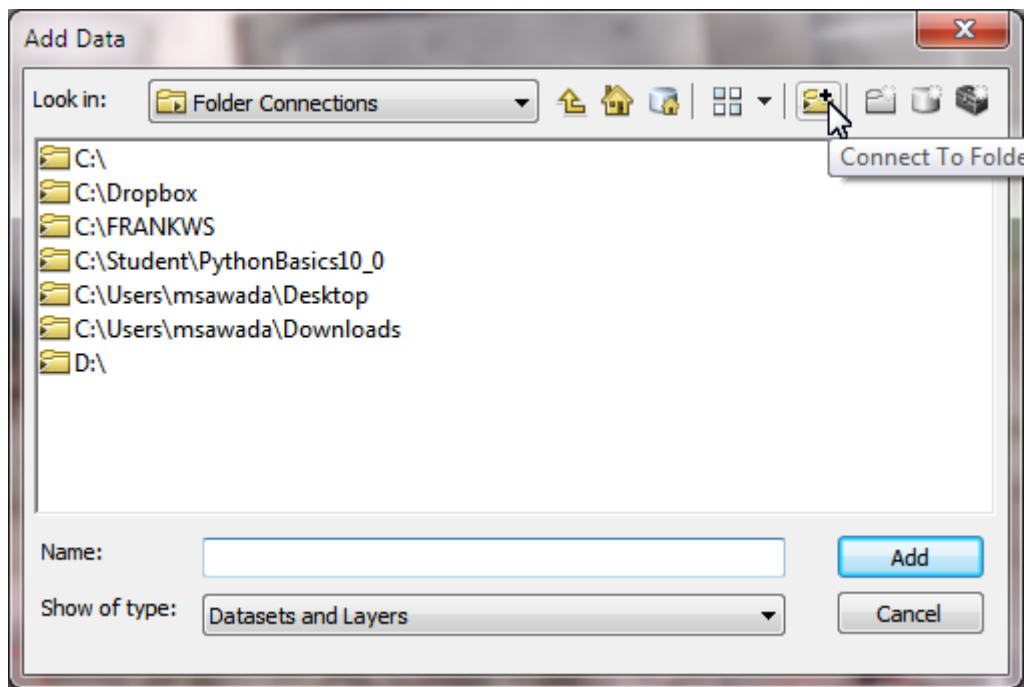 Add Data
Look in:
Folder Connections
Connect To Folde
C:\
C:\Dropbox
C:\FRANKWS
C:\Student\PythonBasics10_0
C:\Users\msawada\Desktop
C:\Users\msawada\Downloads
D:\
Name:
Add
Show of type:
Datasets and Layers
Cancel